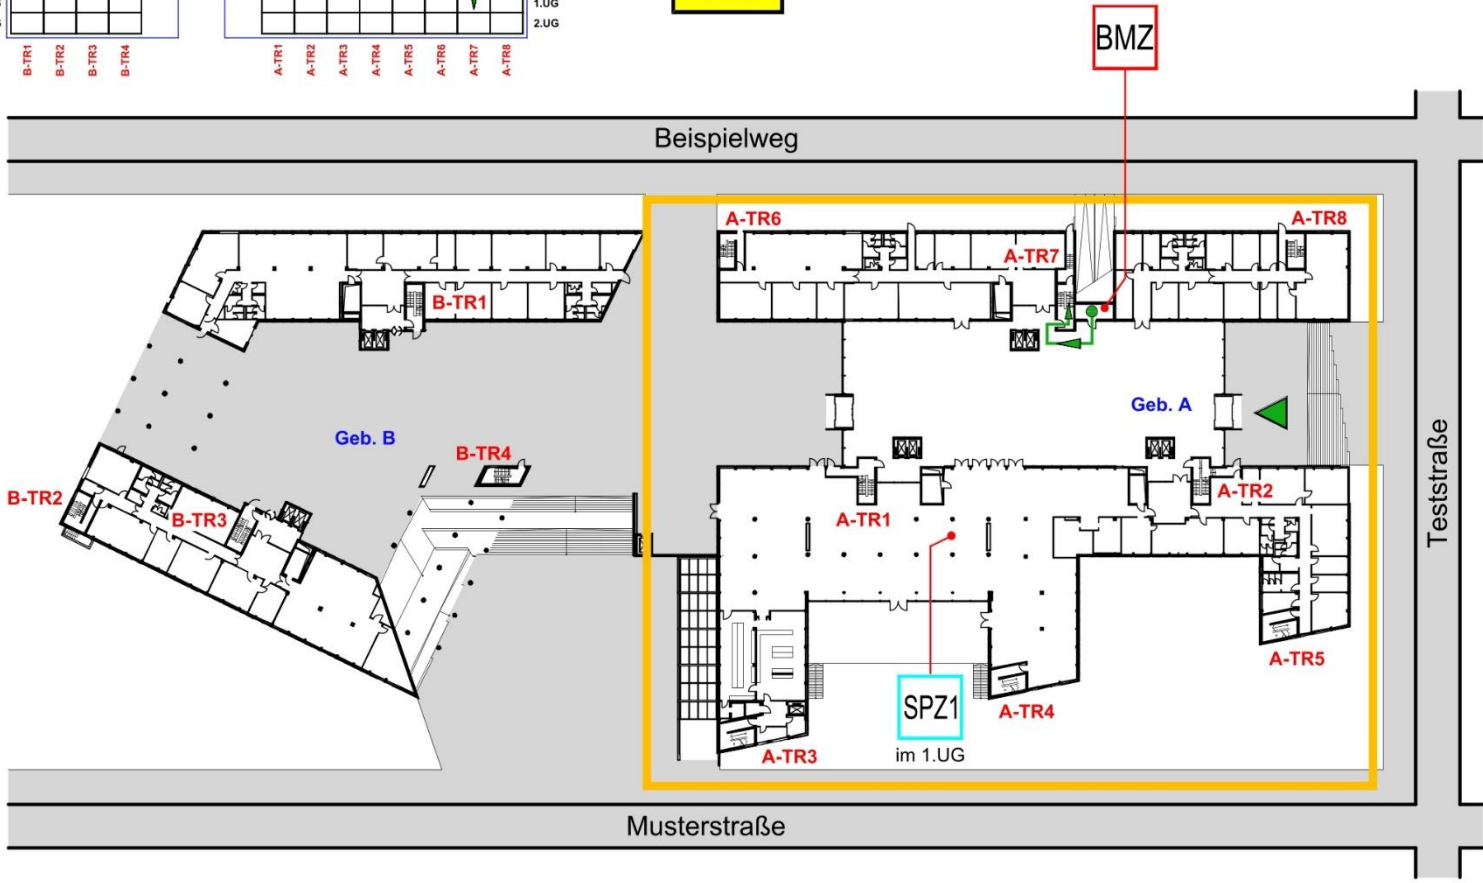 1.UG
2.UG
B-TR1
B-TR2
B-TR3
B-TR4
A-TR1
A-TR2
A-TR3
A-TR4
A-TR5
A-TR6
A-TR7
A-TR8
BMZ
Beispielweg
A-TR6
A-TR8
A-TR7
B-TR1
Geb. A
Geb. B
B-TR4
Teststraße
B-TR2
A-TR2
B-TR3
A-TR1
A-TR5
SPZ1
A-TR4
im 1.UG
A-TR3
Musterstraße